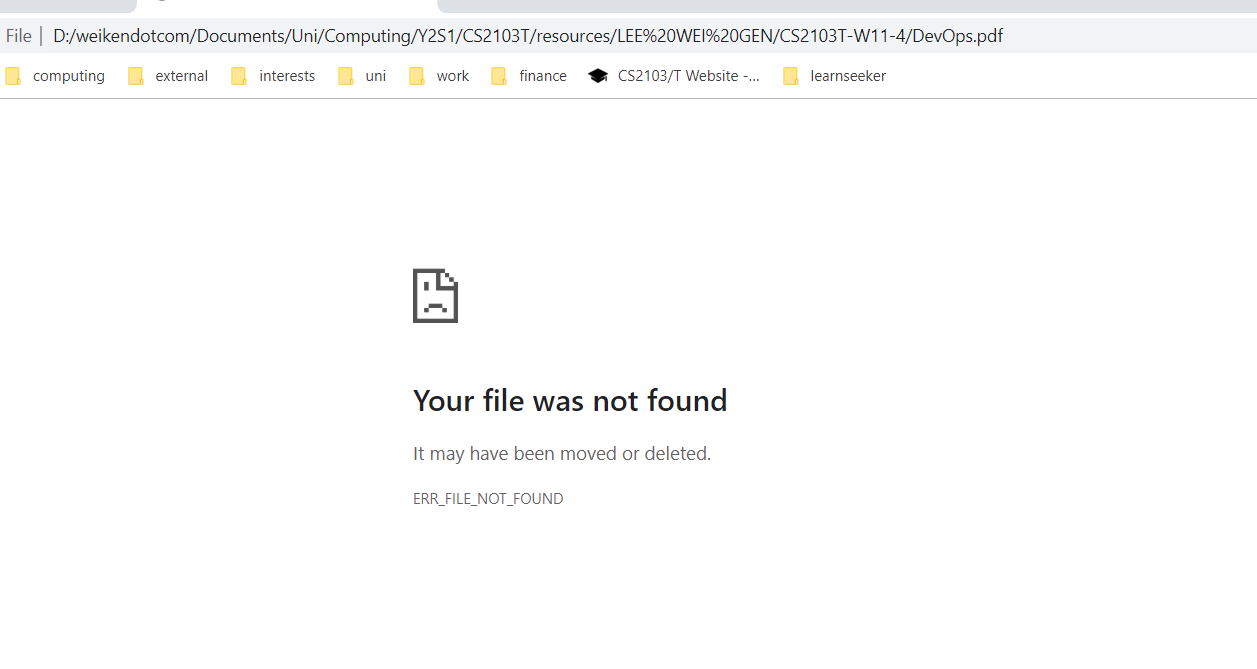 File | D:/weikendotcom/Documents/Uni/Computing/Y2S1/CS2103T/resources/LEE%20WEI%20GEN/CS2103T-W11-4/DevOps.pdf
computing external interests uni work finance CS2103/T Website -... learnseeker
Your file was not found
It may have been moved or deleted.
ERR_FILE_NOT_FOUND